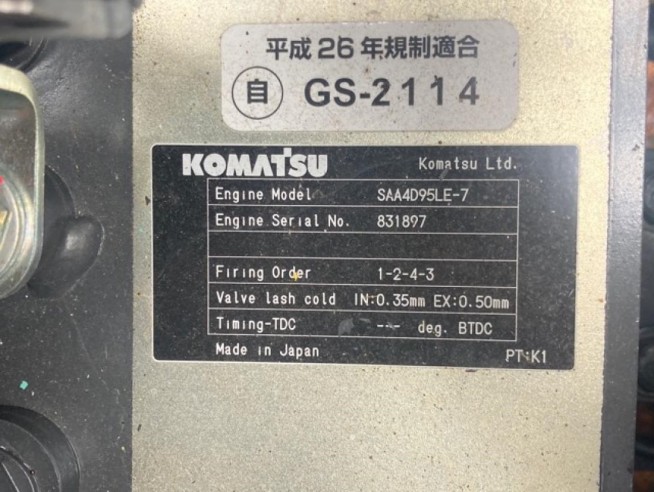 平成26年規制適合
自 GS-2114
KOMATSU Komatsu Ltd.
Engine Model SAA4D95LE-7
Engine Serial No. 831897
Firing Order 1-2-4-3
Valve lash cold IN:0.35mm EX:0.50mm
Timing-TDC --- deg. BTDC
Made in Japan PT:K1